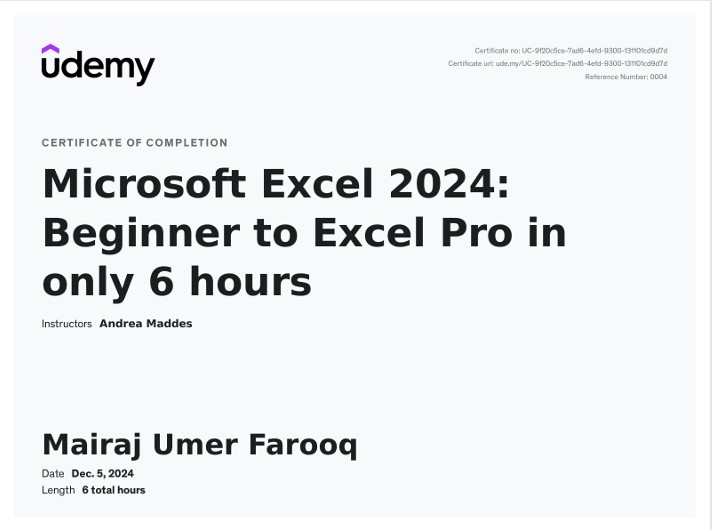 udemy
Certificate no: UC-9f20c5ce-7ad6-4efd-9300-131101cd9d7d
Certificate url: ude.my/UC-9f20c5ce-7ad6-4efd-9300-131101cd9d7d
Reference Number: 0004
CERTIFICATE OF COMPLETION
Microsoft Excel 2024:
Beginner to Excel Pro in
only 6 hours
Instructors Andrea Maddes
Mairaj Umer Farooq
Date Dec. 5, 2024
Length 6 total hours